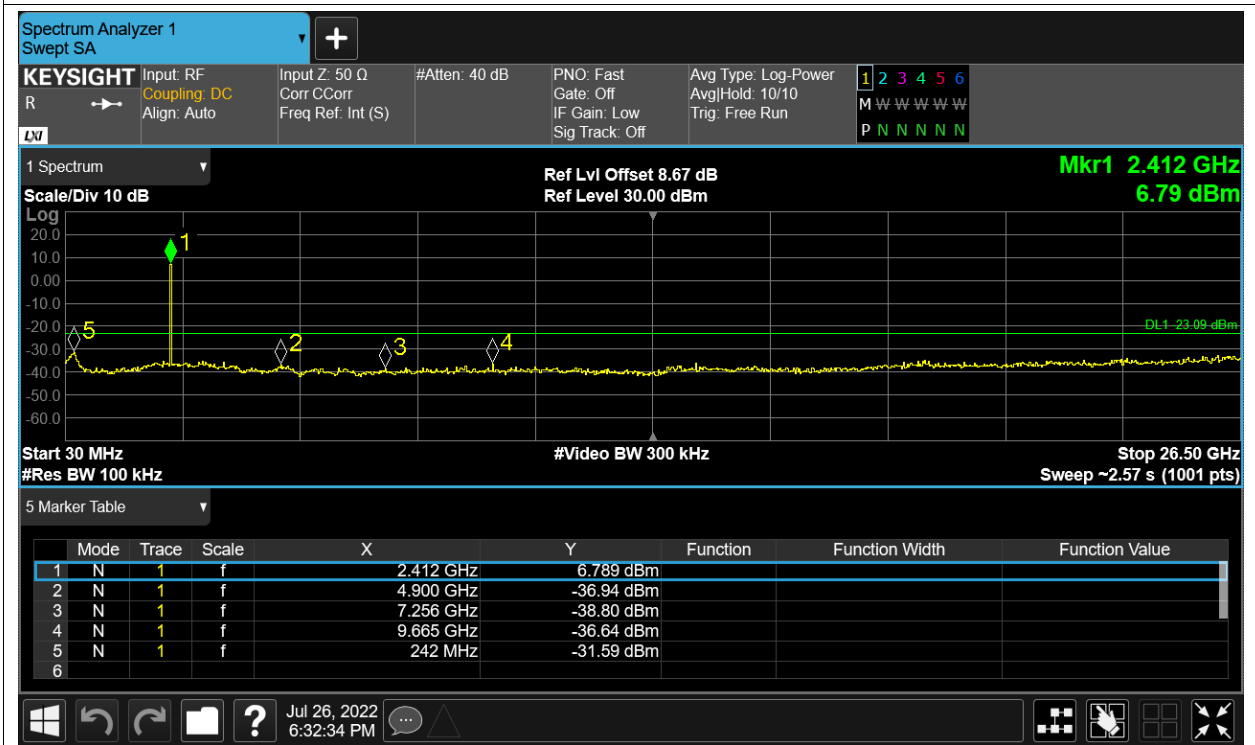 Spectrum Analyzer 1
Swept SA
KEYSIGHT Input: RF Input Z: 50 Ω #Atten: 40 dB PNO: Fast Avg Type: Log-Power 1 2 3 4 5 6
R Coupling: DC Corr CCorr Gate: Off Avg|Hold: 10/10 M W W W W W
Align: Auto Freq Ref: Int (S) IF Gain: Low Trig: Free Run
LXI Sig Track: Off P N N N N N
1 Spectrum Ref Lvl Offset 8.67 dB Mkr1 2.412 GHz
Scale/Div 10 dB Ref Level 30.00 dBm 6.79 dBm
Log
20.0 1
10.0
0.00
-10.0
-20.0 5 DL1 -23.09 dBm
-30.0 2 3 4
-40.0
-50.0
-60.0
Start 30 MHz #Video BW 300 kHz Stop 26.50 GHz
#Res BW 100 kHz Sweep ~2.57 s (1001 pts)
5 Marker Table
Mode Trace Scale X Y Function Function Width Function Value
1 N 1 f 2.412 GHz 6.789 dBm
2 N 1 f 4.900 GHz -36.94 dBm
3 N 1 f 7.256 GHz -38.80 dBm
4 N 1 f 9.665 GHz -36.64 dBm
5 N 1 f 242 MHz -31.59 dBm
6
? Jul 26, 2022
6:32:34 PM